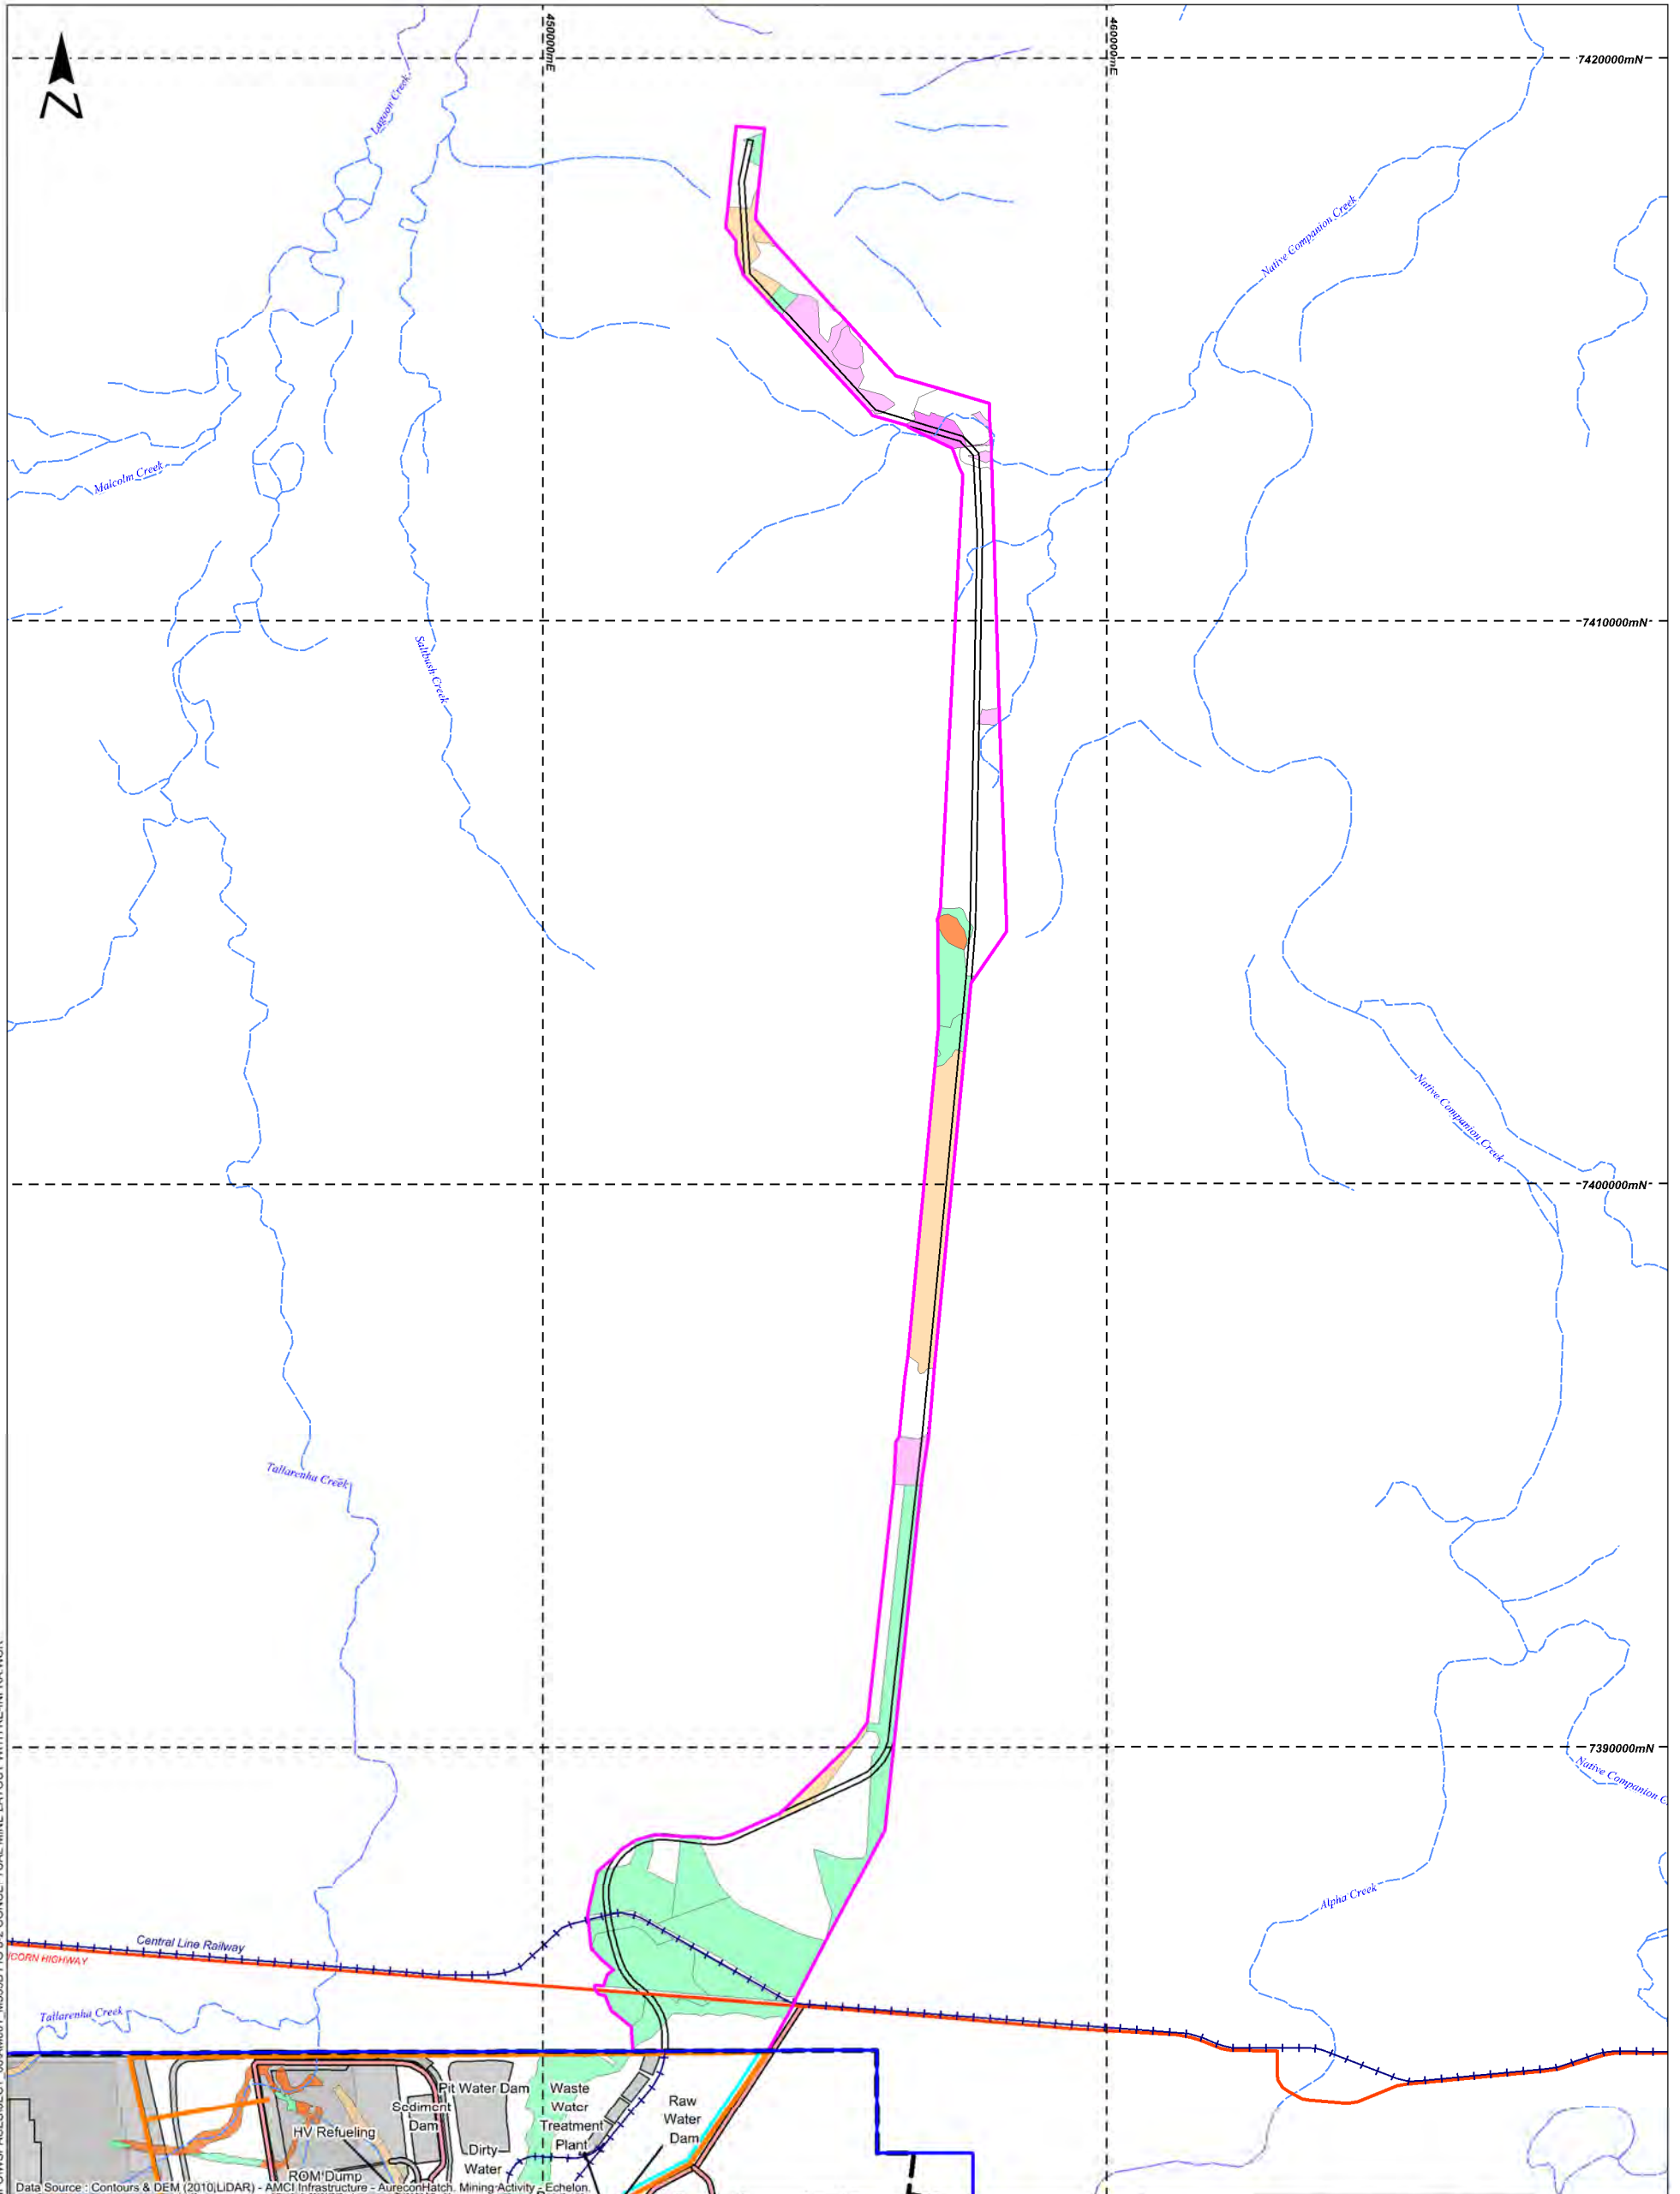 N
450000mE
460000mE
7420000mN
Lagoon Creek
Native Companion Creek
Malcolm Creek
7410000mN
Saltbush Creek
Native Companion Creek
7400000mN
Tallarenha Creek
7390000mN
Native Companion C
Alpha Creek
Central Line Railway
ICORN HIGHWAY
Tallarenha Creek
Pit Water Dam
Waste
Water
Treatment
Plant
Raw
Water
Dam
Sediment
Dam
HV Refueling
Dirty
Water
ROM Dump
Data Source : Contours & DEM (2010,LiDAR) - AMCI Infrastructure - AureconHatch. Mining Activity - Echelon.